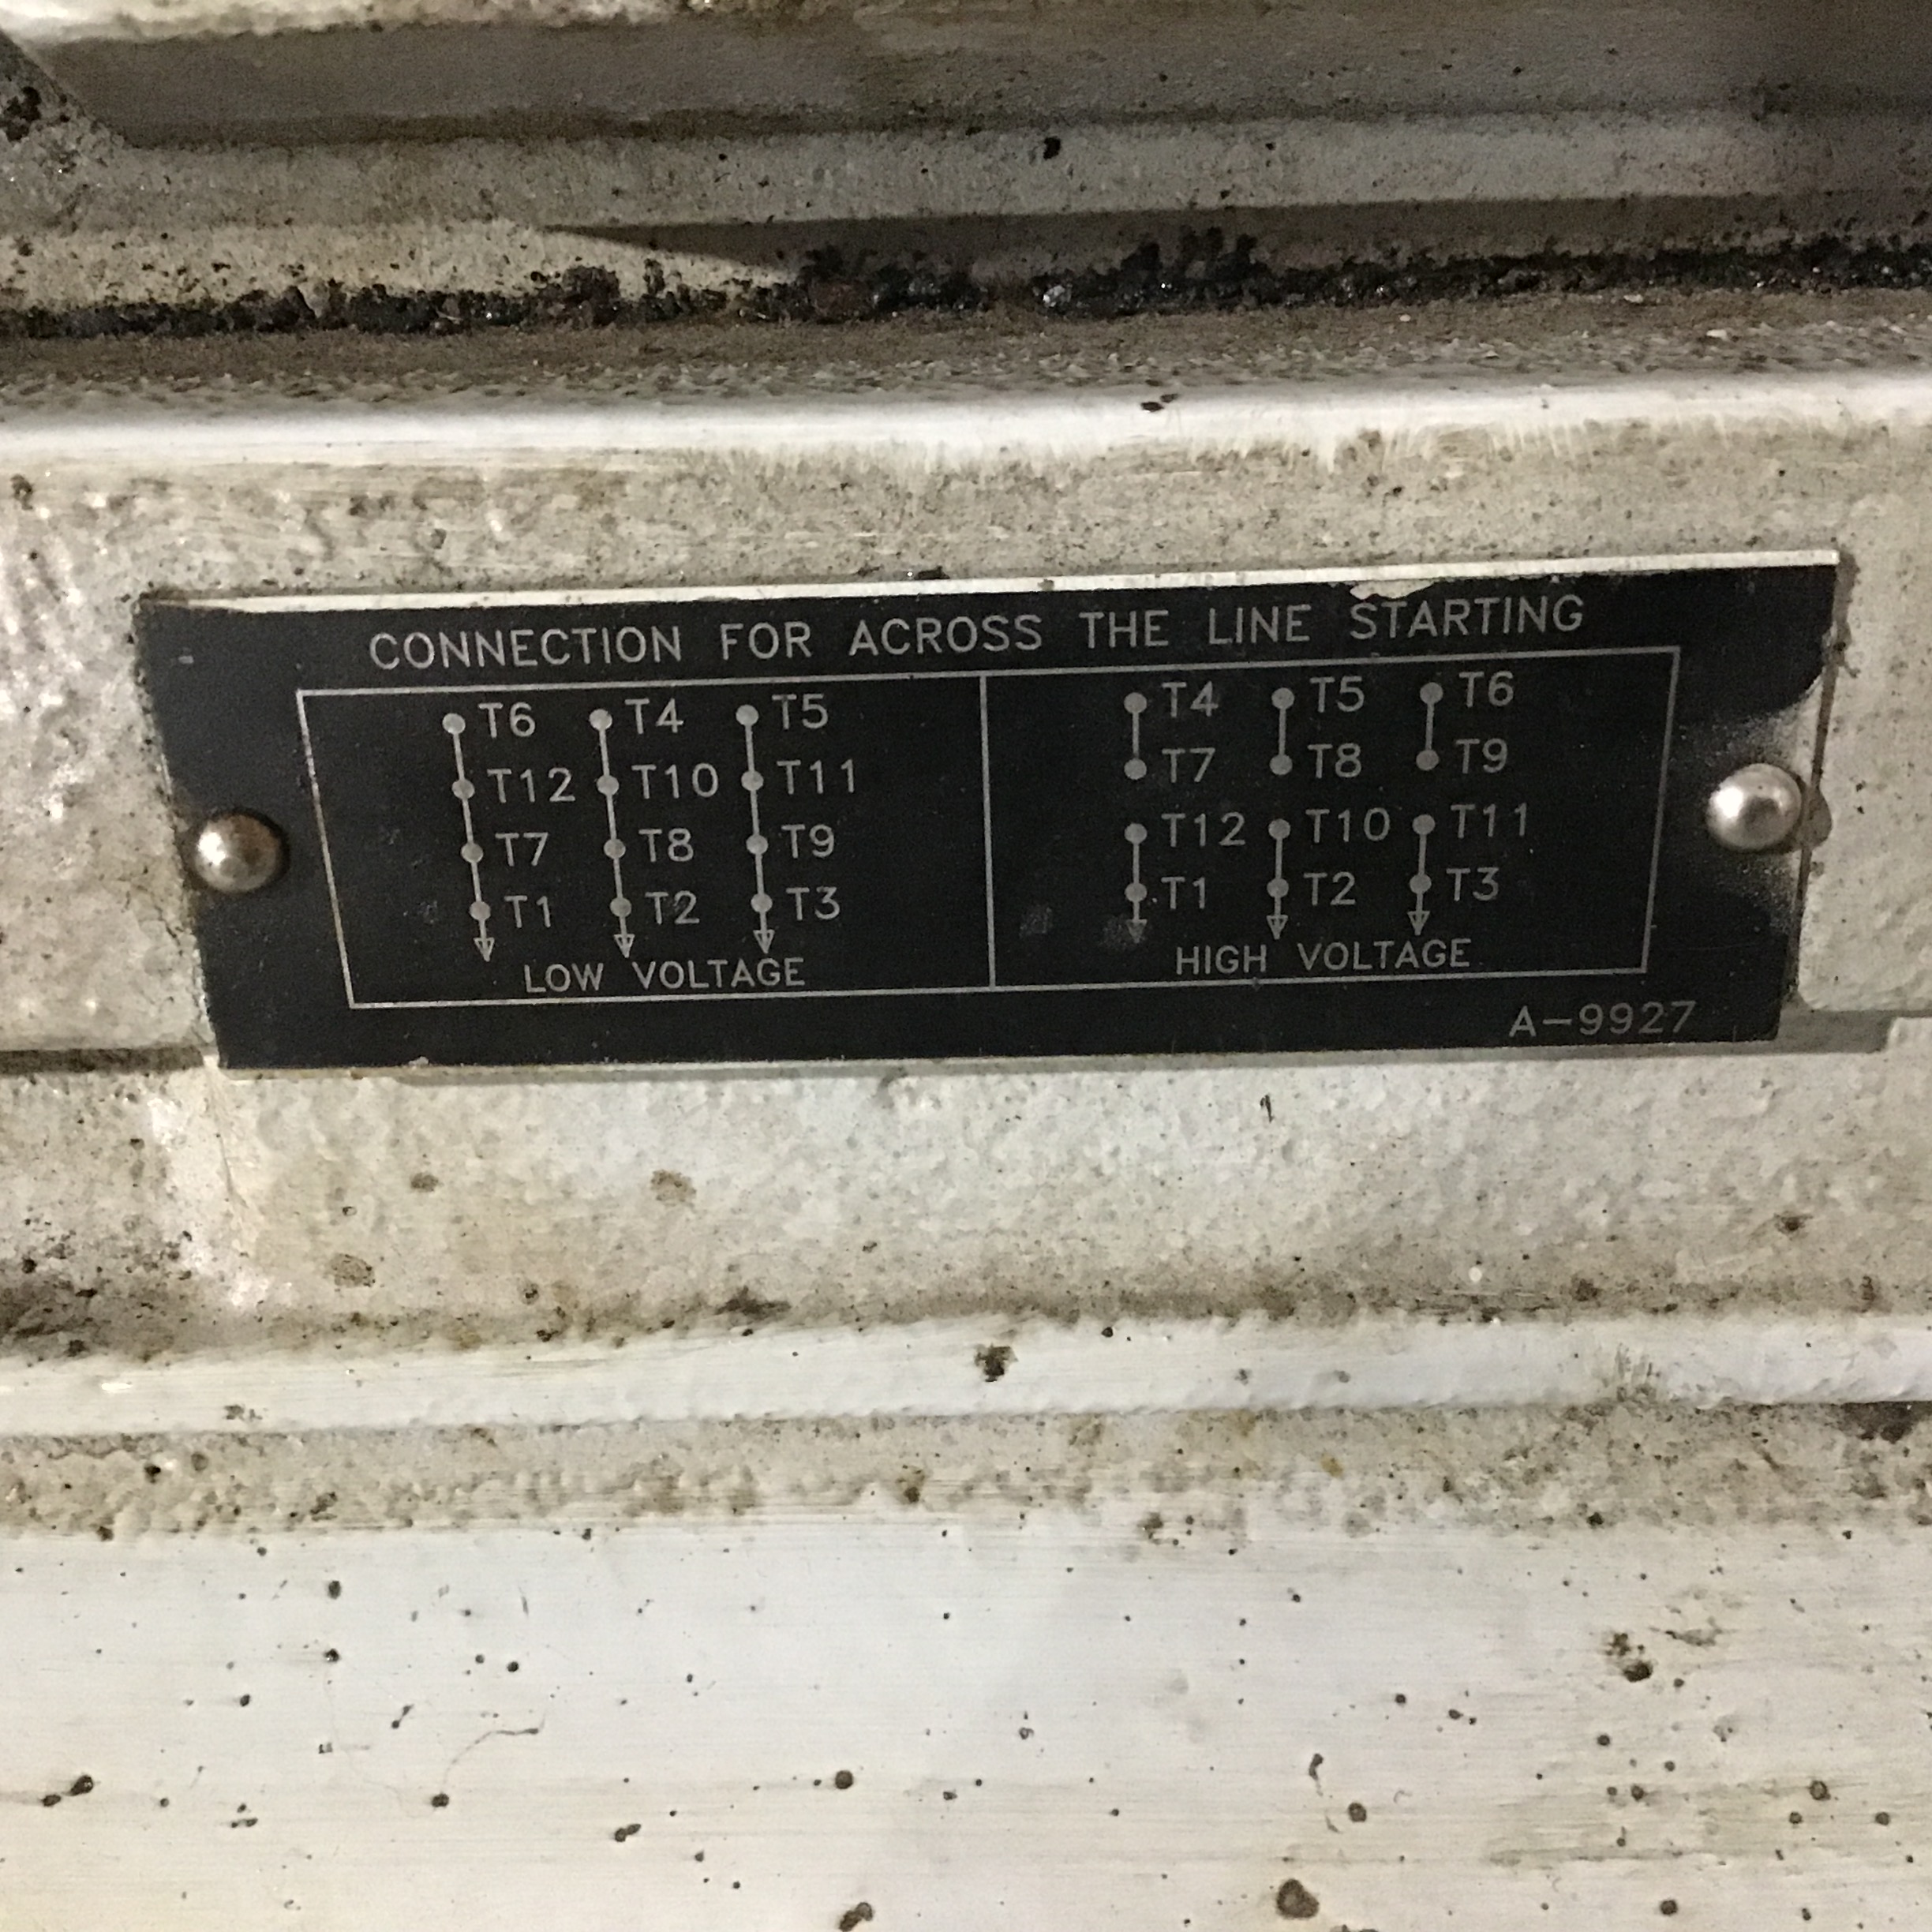 CONNECTION FOR ACROSS THE LINE STARTING
T6 T4 T5
T12 T10 T11
T7 T8 T9
T1 T2 T3
LOW VOLTAGE
T4 T5 T6
T7 T8 T9
T12 T10 T11
T1 T2 T3
HIGH VOLTAGE
A-9927